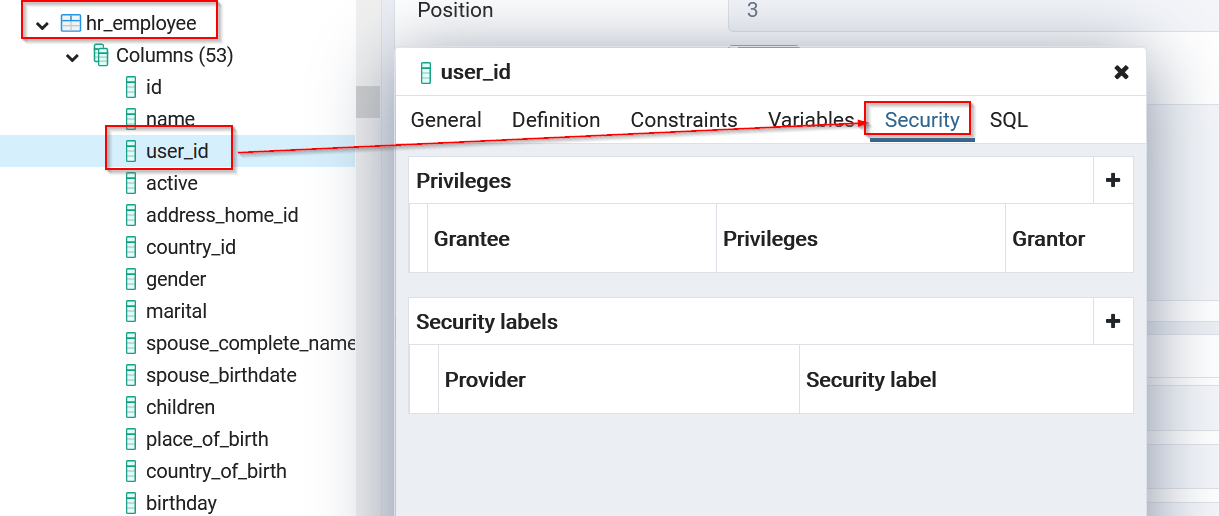 hr_employee
Columns (53)
id
name
user_id
active
address_home_id
country_id
gender
marital
spouse_complete_name
spouse_birthdate
children
place_of_birth
country_of_birth
birthday
Position 3
user_id
General Definition Constraints Variables Security SQL
Privileges
Grantee Privileges Grantor
Security labels
Provider Security label